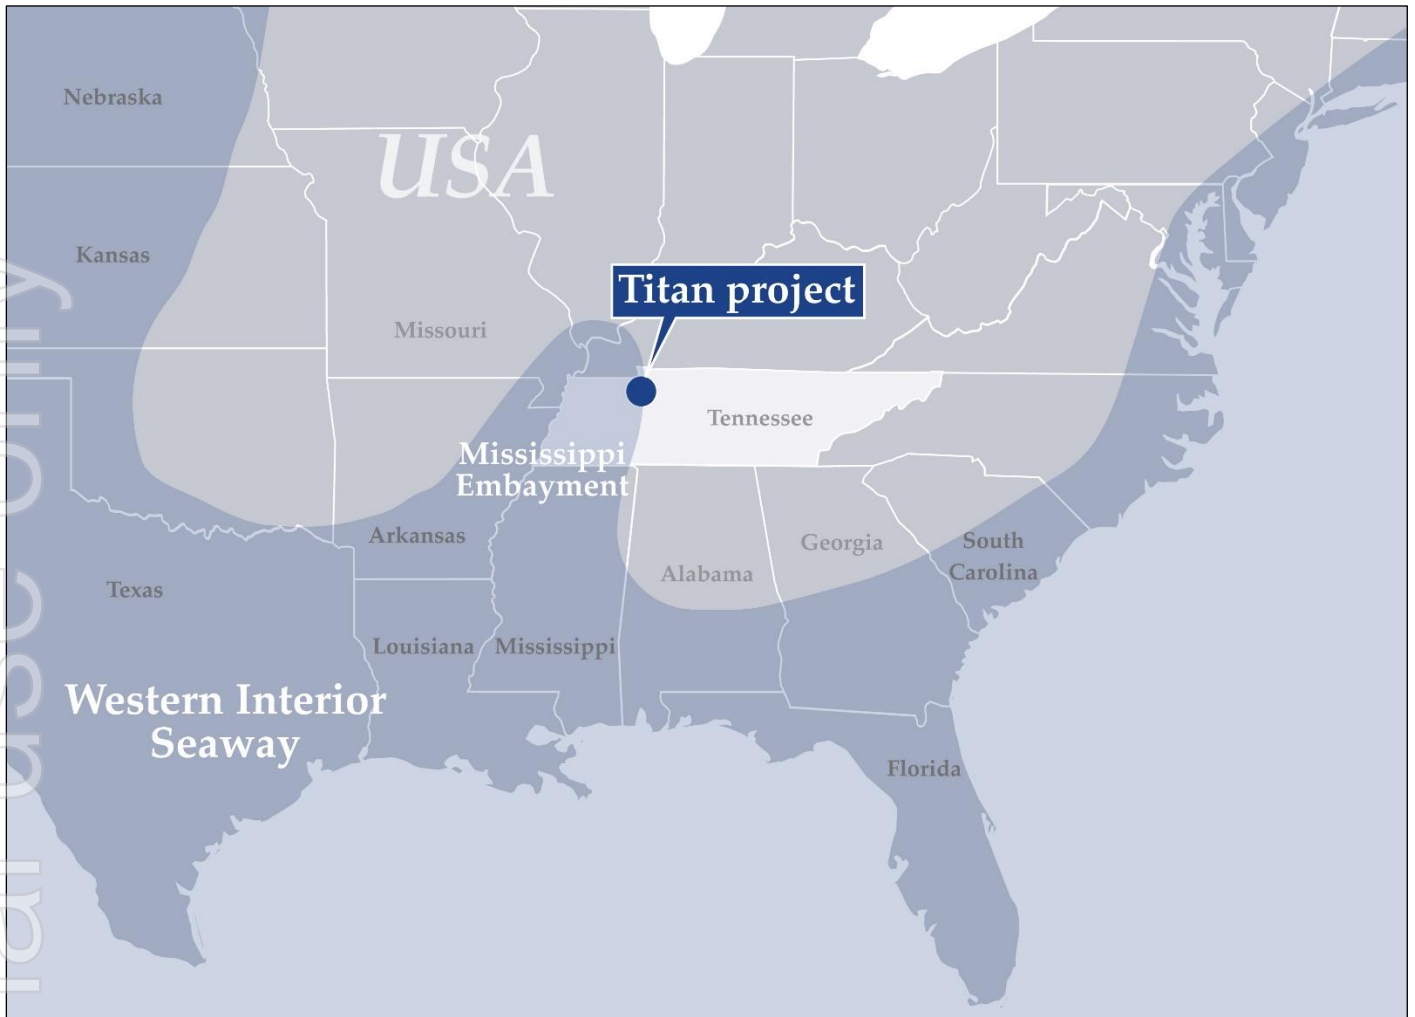 Nebraska
USA
Kansas
Titan project
Missouri
Tennessee
Mississippi
Embayment
Arkansas
Georgia
South
Carolina
Alabama
Texas
Louisiana
Mississippi
Western Interior
Seaway
Florida
only